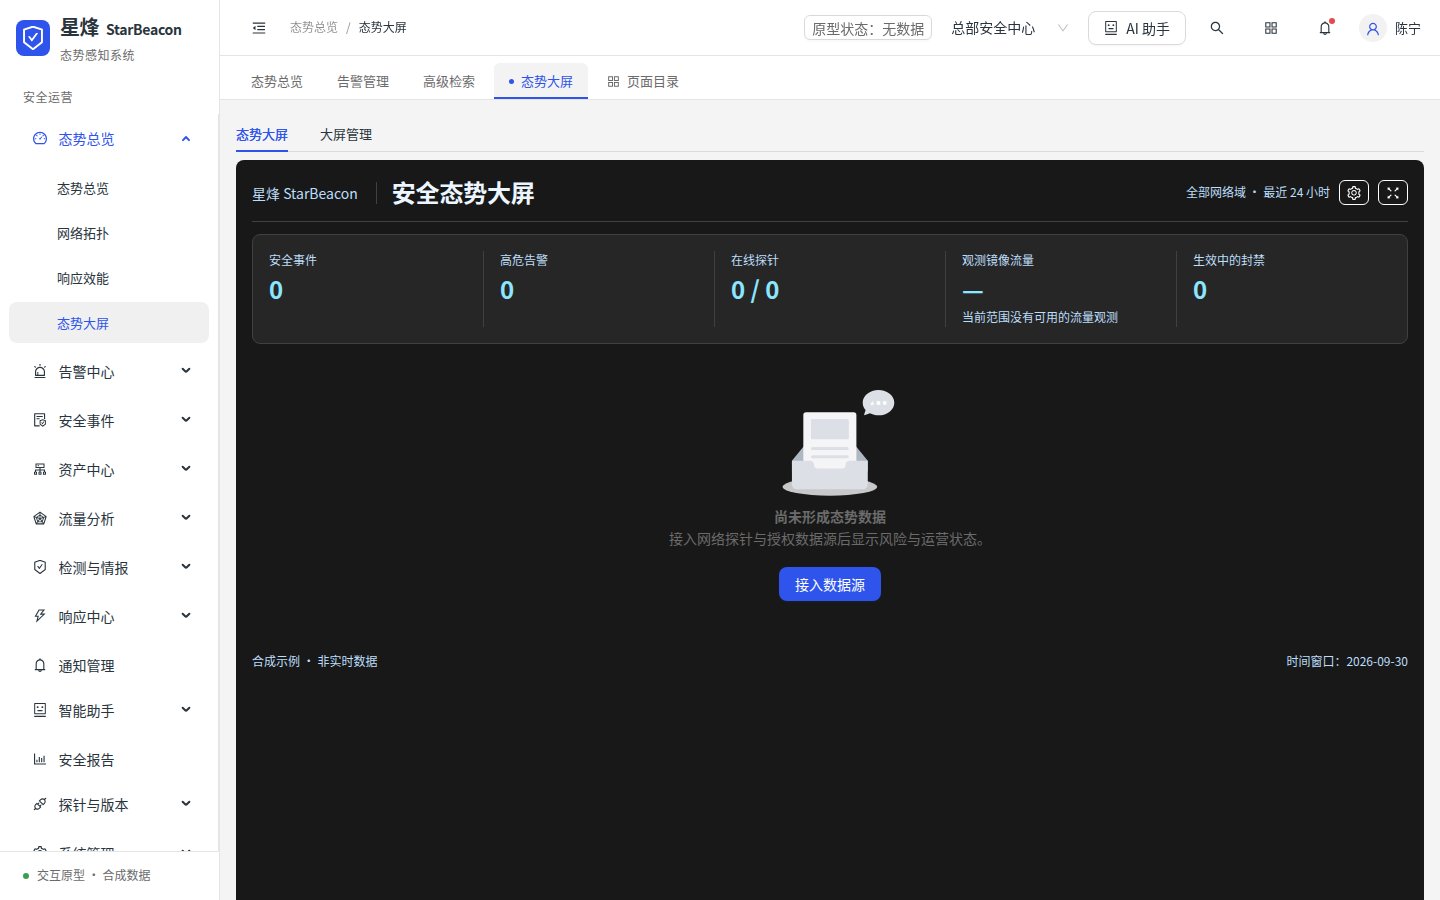 星烽 StarBeacon
态势感知系统
安全运营
态势总览
态势总览
网络拓扑
响应效能
态势大屏
告警中心
安全事件
资产中心
流量分析
检测与情报
响应中心
通知管理
智能助手
安全报告
探针与版本
系统管理
交互原型 · 合成数据
态势总览 / 态势大屏
原型状态：无数据
总部安全中心
AI 助手
陈宁
态势总览
告警管理
高级检索
态势大屏
页面目录
态势大屏
大屏管理
星烽 StarBeacon
安全态势大屏
全部网络域 · 最近 24 小时
安全事件
0
高危告警
0
在线探针
0 / 0
观测镜像流量
—
当前范围没有可用的流量观测
生效中的封禁
0
尚未形成态势数据
接入网络探针与授权数据源后显示风险与运营状态。
接入数据源
合成示例 · 非实时数据
时间窗口：2026-09-30